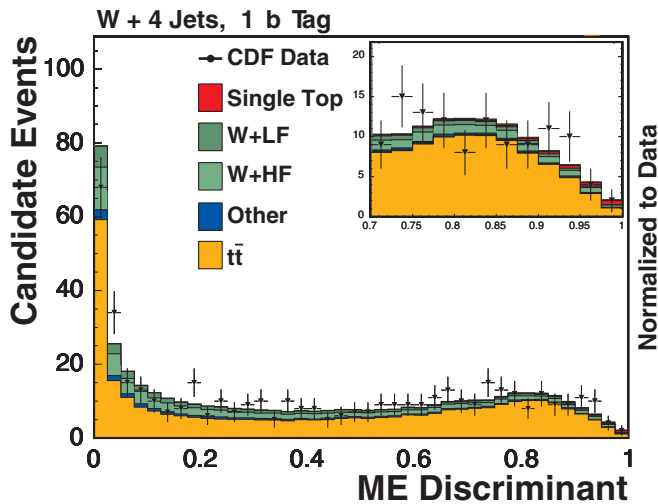 W + 4 Jets, 1 b Tag
Candidate Events
100
80
60
40
20
0
CDF Data
Single Top
W+LF
W+HF
Other
tt̄
20
15
10
5
0
0.7 0.75 0.8 0.85 0.9 0.95 1
Normalized to Data
0 0.2 0.4 0.6 0.8 1
ME Discriminant